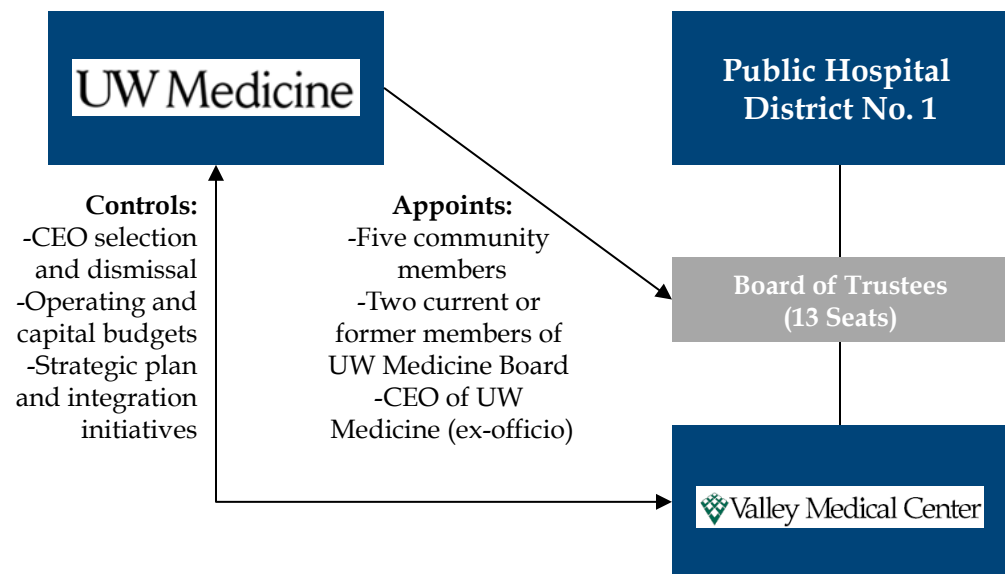 UW Medicine
Public Hospital
District No. 1
Controls:
-CEO selection
and dismissal
-Operating and
capital budgets
-Strategic plan
and integration
initiatives
Appoints:
-Five community
members
-Two current or
former members of
UW Medicine Board
-CEO of UW
Medicine (ex-officio)
Board of Trustees
(13 Seats)
Valley Medical Center